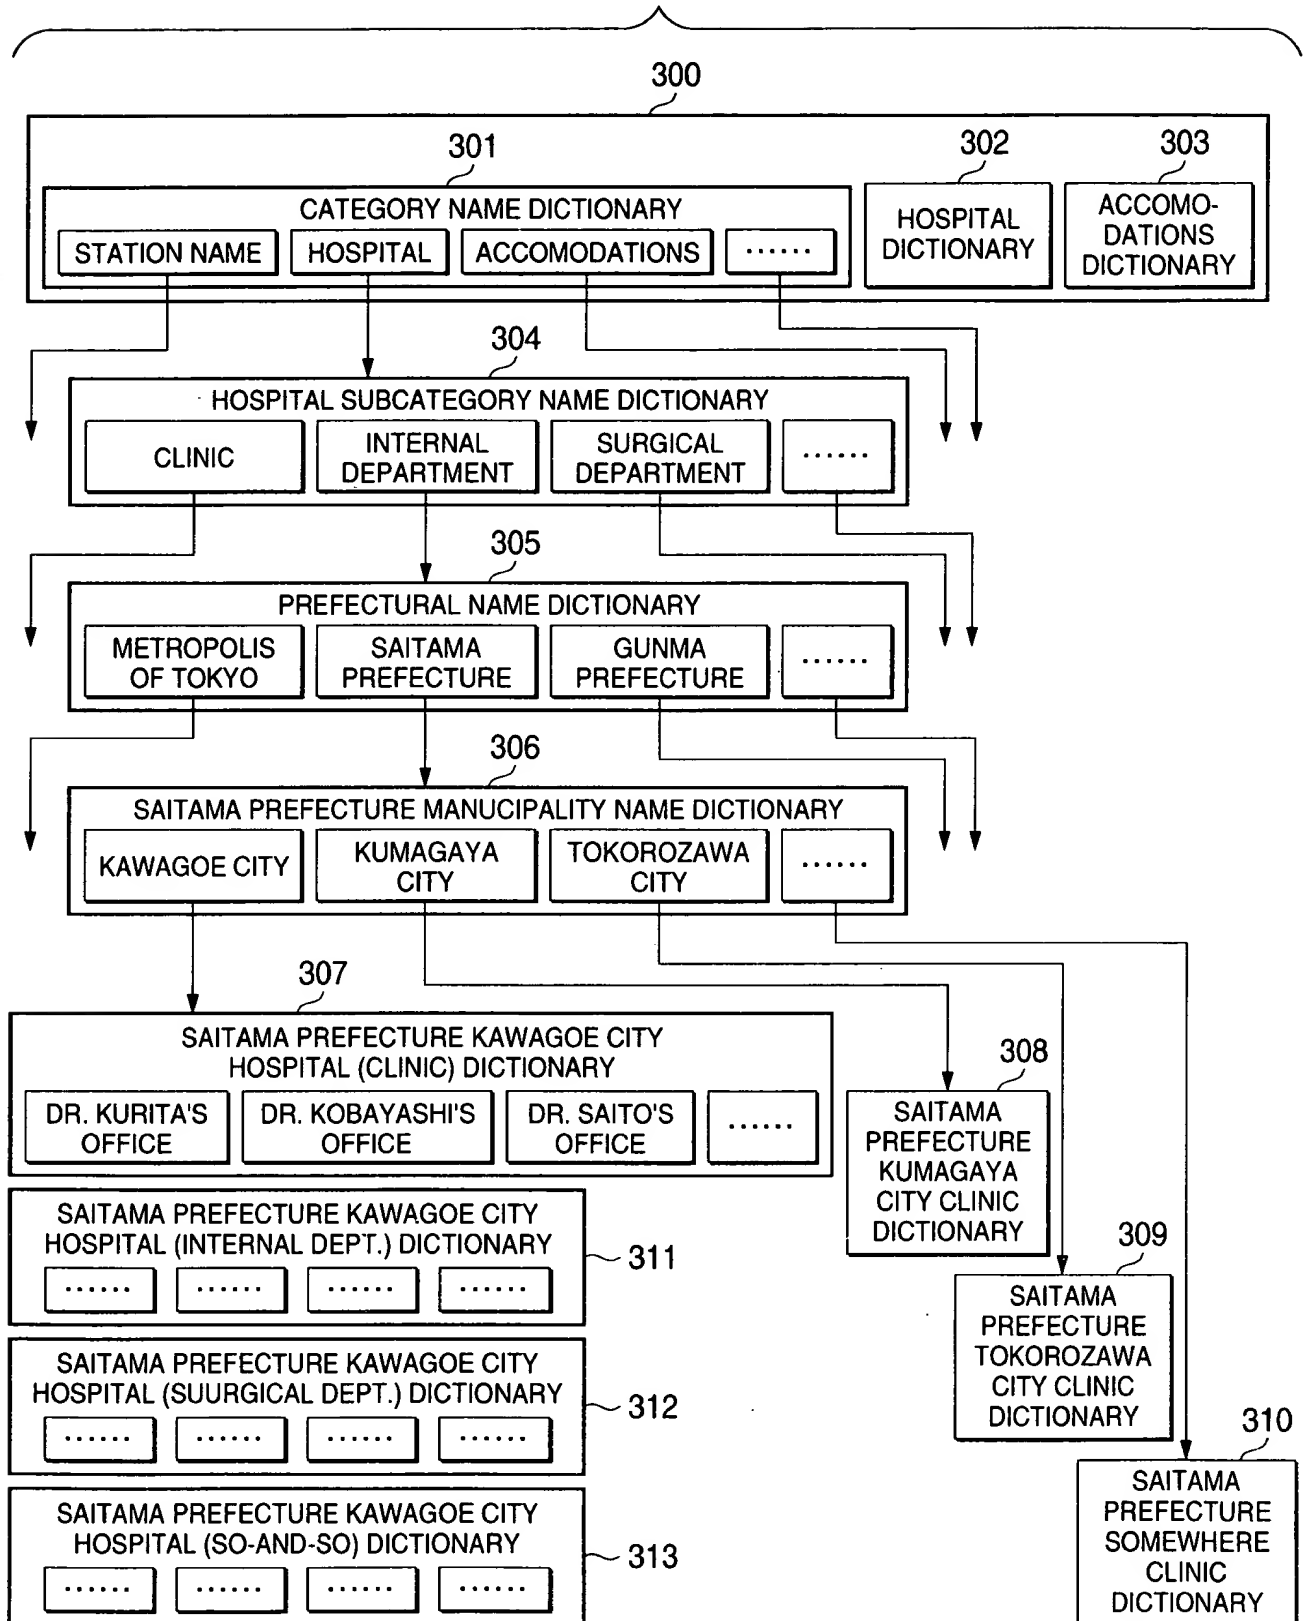 300
301
302
303
CATEGORY NAME DICTIONARY
STATION NAME
HOSPITAL
ACCOMODATIONS
......
HOSPITAL
DICTIONARY
ACCOMO-
DATIONS
DICTIONARY
304
HOSPITAL SUBCATEGORY NAME DICTIONARY
CLINIC
INTERNAL
DEPARTMENT
SURGICAL
DEPARTMENT
......
305
PREFECTURAL NAME DICTIONARY
METROPOLIS
OF TOKYO
SAITAMA
PREFECTURE
GUNMA
PREFECTURE
......
306
SAITAMA PREFECTURE MANUCIPALITY NAME DICTIONARY
KAWAGOE CITY
KUMAGAYA
CITY
TOKOROZAWA
CITY
......
307
SAITAMA PREFECTURE KAWAGOE CITY
HOSPITAL (CLINIC) DICTIONARY
DR. KURITA'S
OFFICE
DR. KOBAYASHI'S
OFFICE
DR. SAITO'S
OFFICE
......
308
SAITAMA
PREFECTURE
KUMAGAYA
CITY CLINIC
DICTIONARY
SAITAMA PREFECTURE KAWAGOE CITY
HOSPITAL (INTERNAL DEPT.) DICTIONARY
...... ...... ...... ......
311
309
SAITAMA
PREFECTURE
TOKOROZAWA
CITY CLINIC
DICTIONARY
SAITAMA PREFECTURE KAWAGOE CITY
HOSPITAL (SUURGICAL DEPT.) DICTIONARY
...... ...... ...... ......
312
310
SAITAMA
PREFECTURE
SOMEWHERE
CLINIC
DICTIONARY
SAITAMA PREFECTURE KAWAGOE CITY
HOSPITAL (SO-AND-SO) DICTIONARY
...... ...... ...... ......
313